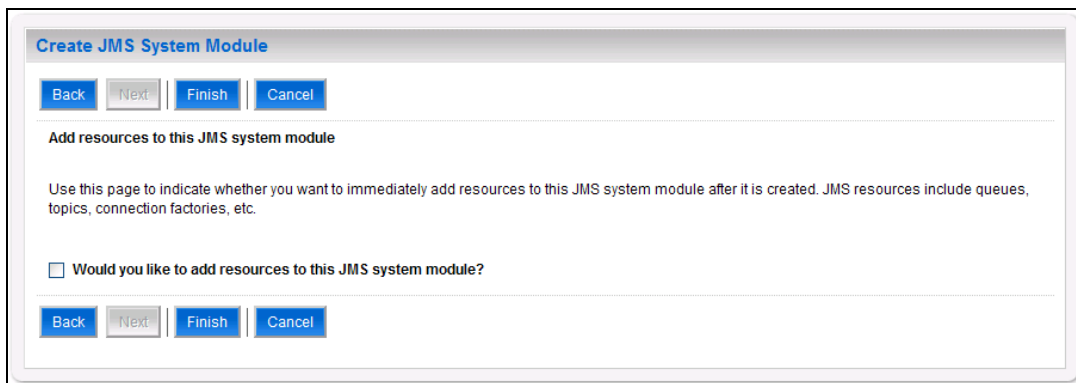 Create JMS System Module
Back Next Finish Cancel
Add resources to this JMS system module
Use this page to indicate whether you want to immediately add resources to this JMS system module after it is created. JMS resources include queues,
topics, connection factories, etc.
Would you like to add resources to this JMS system module?
Back Next Finish Cancel